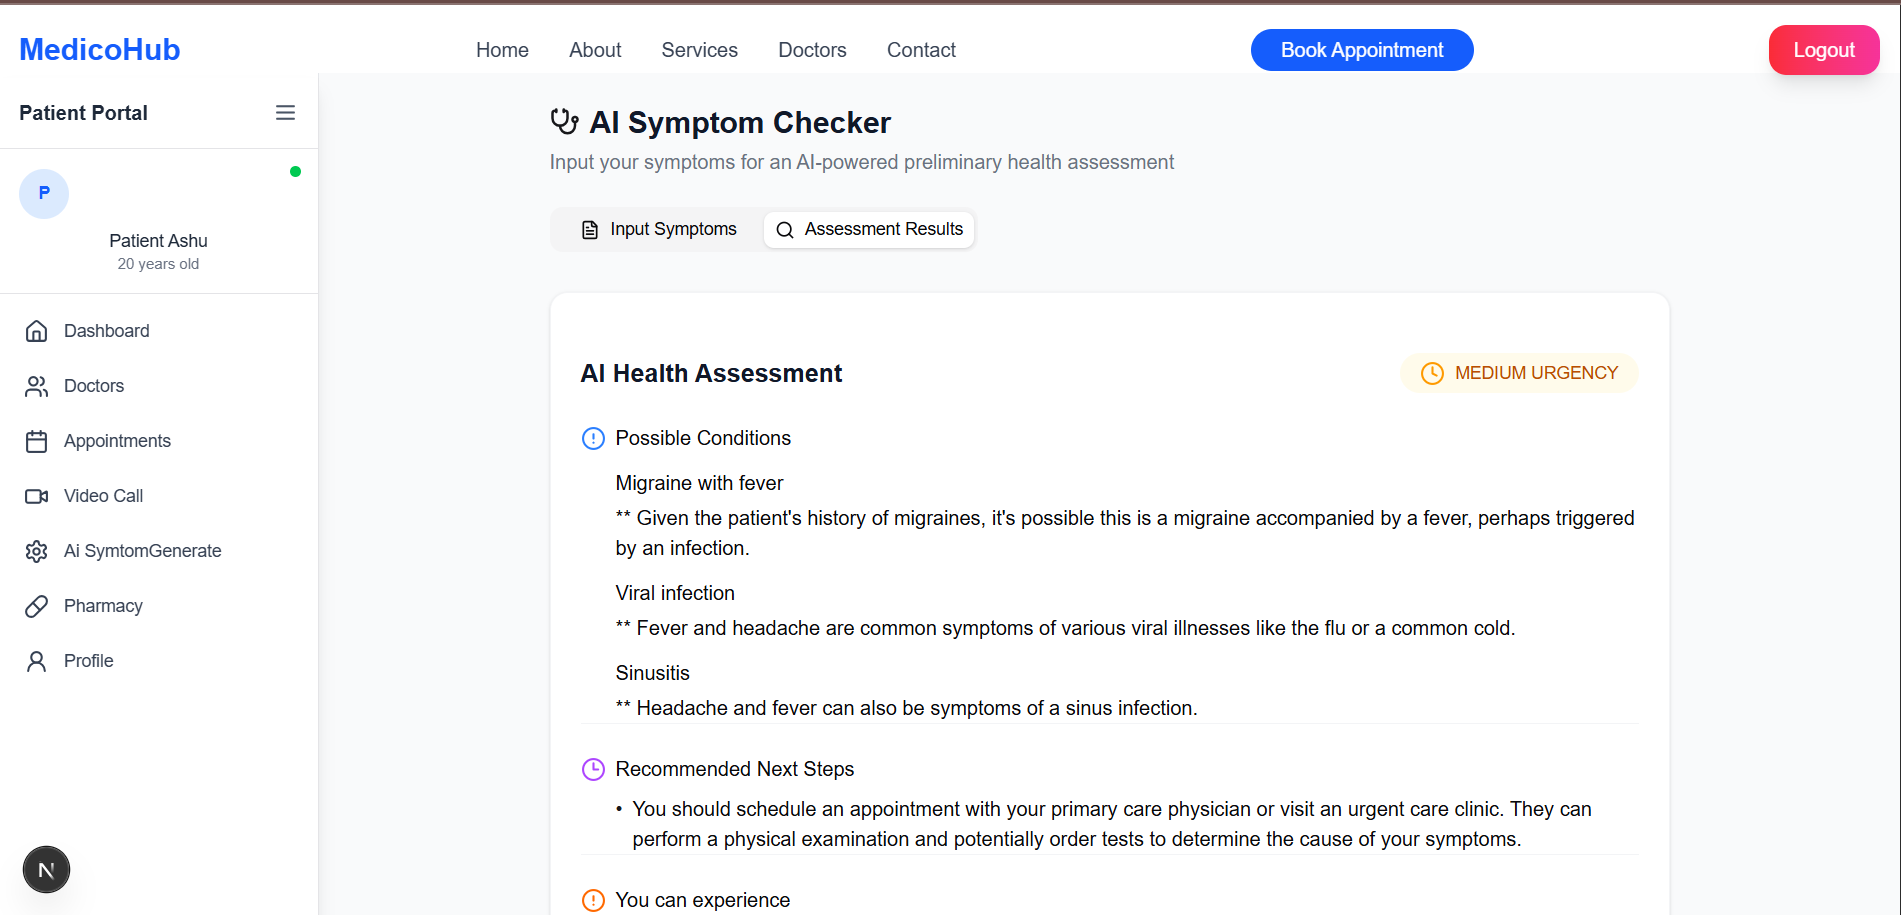 MedicoHub
Home
About
Services
Doctors
Contact
Book Appointment
Logout
Patient Portal
P
Patient Ashu
20 years old
Dashboard
Doctors
Appointments
Video Call
Ai SymtomGenerate
Pharmacy
Profile
N
AI Symptom Checker
Input your symptoms for an AI-powered preliminary health assessment
Input Symptoms
Assessment Results
AI Health Assessment
MEDIUM URGENCY
Possible Conditions
Migraine with fever
** Given the patient's history of migraines, it's possible this is a migraine accompanied by a fever, perhaps triggered
by an infection.
Viral infection
** Fever and headache are common symptoms of various viral illnesses like the flu or a common cold.
Sinusitis
** Headache and fever can also be symptoms of a sinus infection.
Recommended Next Steps
• You should schedule an appointment with your primary care physician or visit an urgent care clinic. They can
perform a physical examination and potentially order tests to determine the cause of your symptoms.
You can experience